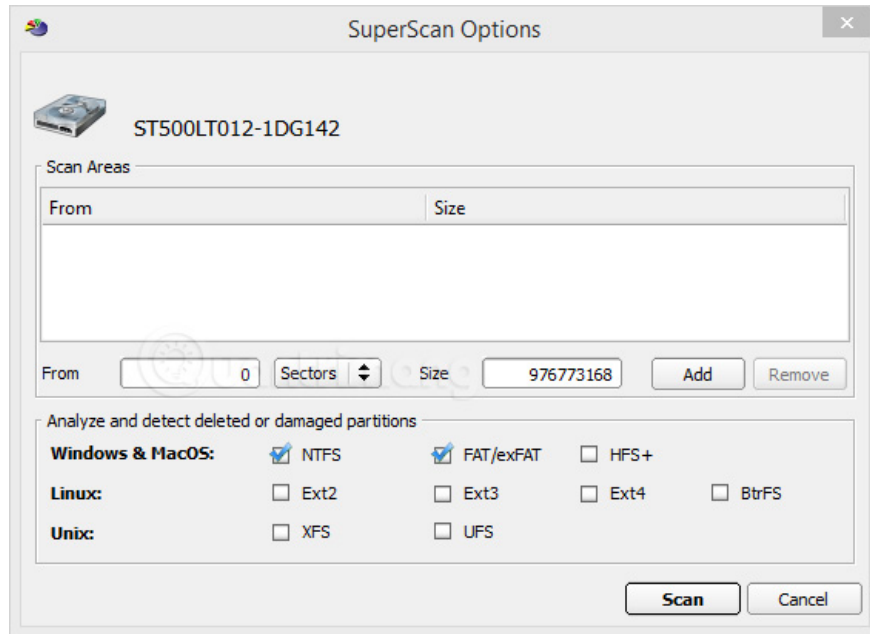 SuperScan Options
ST500LT012-1DG142
Scan Areas
From Size
From 0 Sectors Size 976773168 Add Remove
Analyze and detect deleted or damaged partitions
Windows & MacOS: NTFS FAT/exFAT HFS+
Linux: Ext2 Ext3 Ext4 BtrFS
Unix: XFS UFS
Scan Cancel